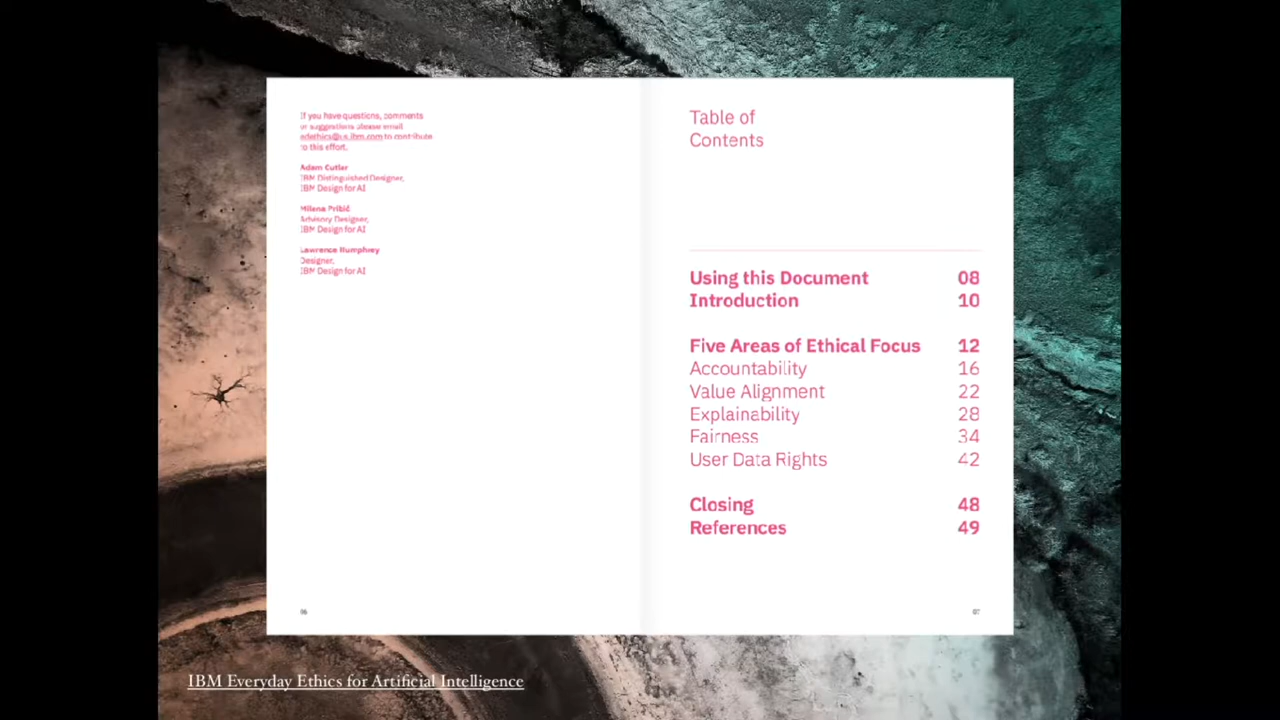 If you have questions, comments
or suggestions please email
edethics@us.ibm.com to contribute
to this effort.
Adam Cutler
IBM Distinguished Designer,
IBM Design for AI
Milena Pribić
Advisory Designer,
IBM Design for AI
Lawrence Humphrey
Designer,
IBM Design for AI
06
Table of
Contents
Using this Document 08
Introduction 10
Five Areas of Ethical Focus 12
Accountability 16
Value Alignment 22
Explainability 28
Fairness 34
User Data Rights 42
Closing 48
References 49
07
IBM Everyday Ethics for Artificial Intelligence